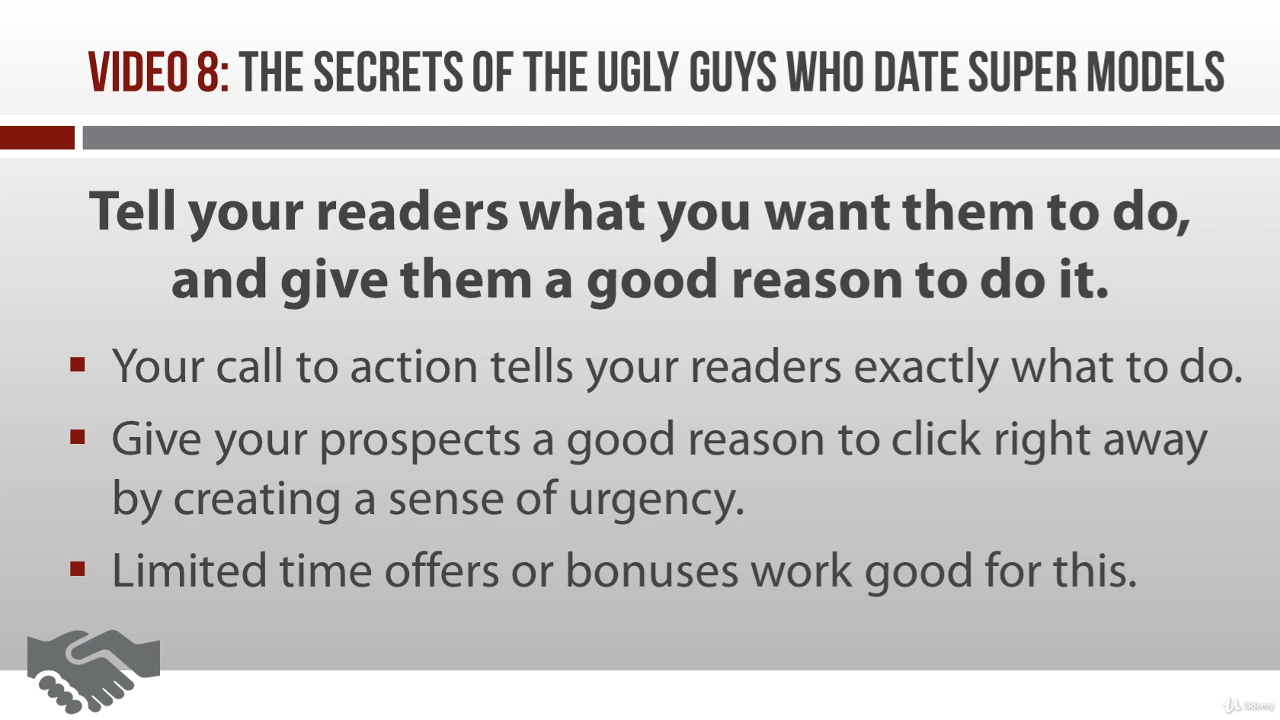 VIDEO 8: THE SECRETS OF THE UGLY GUYS WHO DATE SUPER MODELS
Tell your readers what you want them to do,
and give them a good reason to do it.
Your call to action tells your readers exactly what to do.
Give your prospects a good reason to click right away
by creating a sense of urgency.
Limited time offers or bonuses work good for this.
Udemy